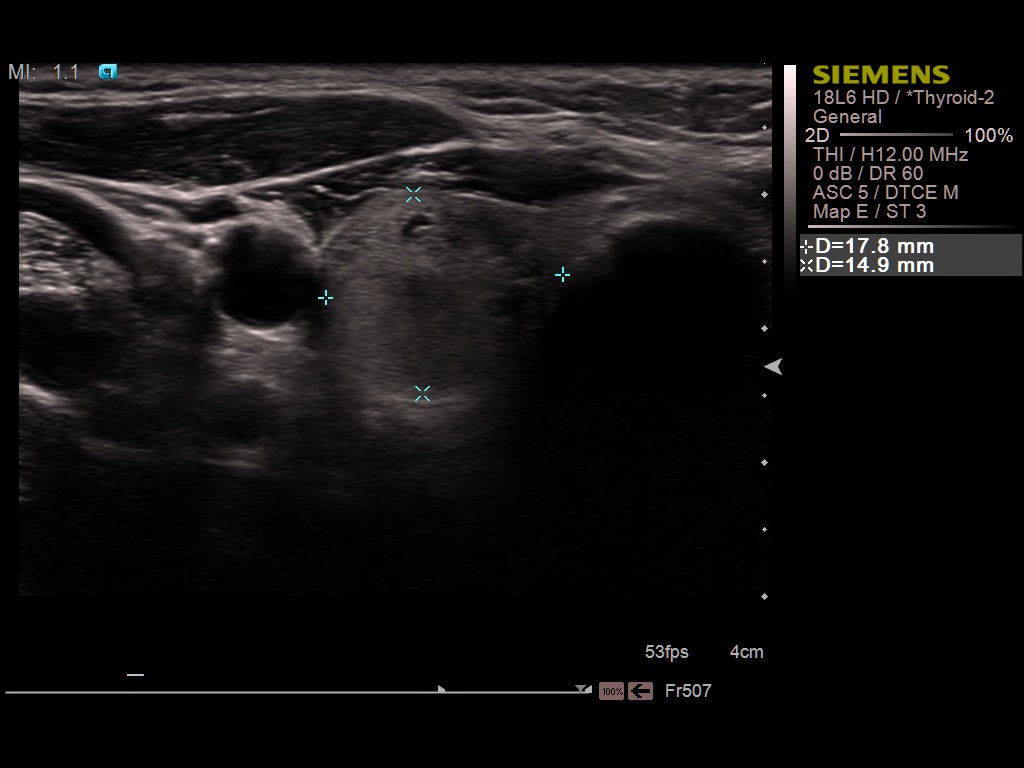 MI: 1.1
SIEMENS
18L6 HD / *Thyroid-2
General
2D 100%
THI / H12.00 MHz
0 dB / DR 60
ASC 5 / DTCE M
Map E / ST 3
D=17.8 mm
D=14.9 mm
53fps 4cm
100% Fr507